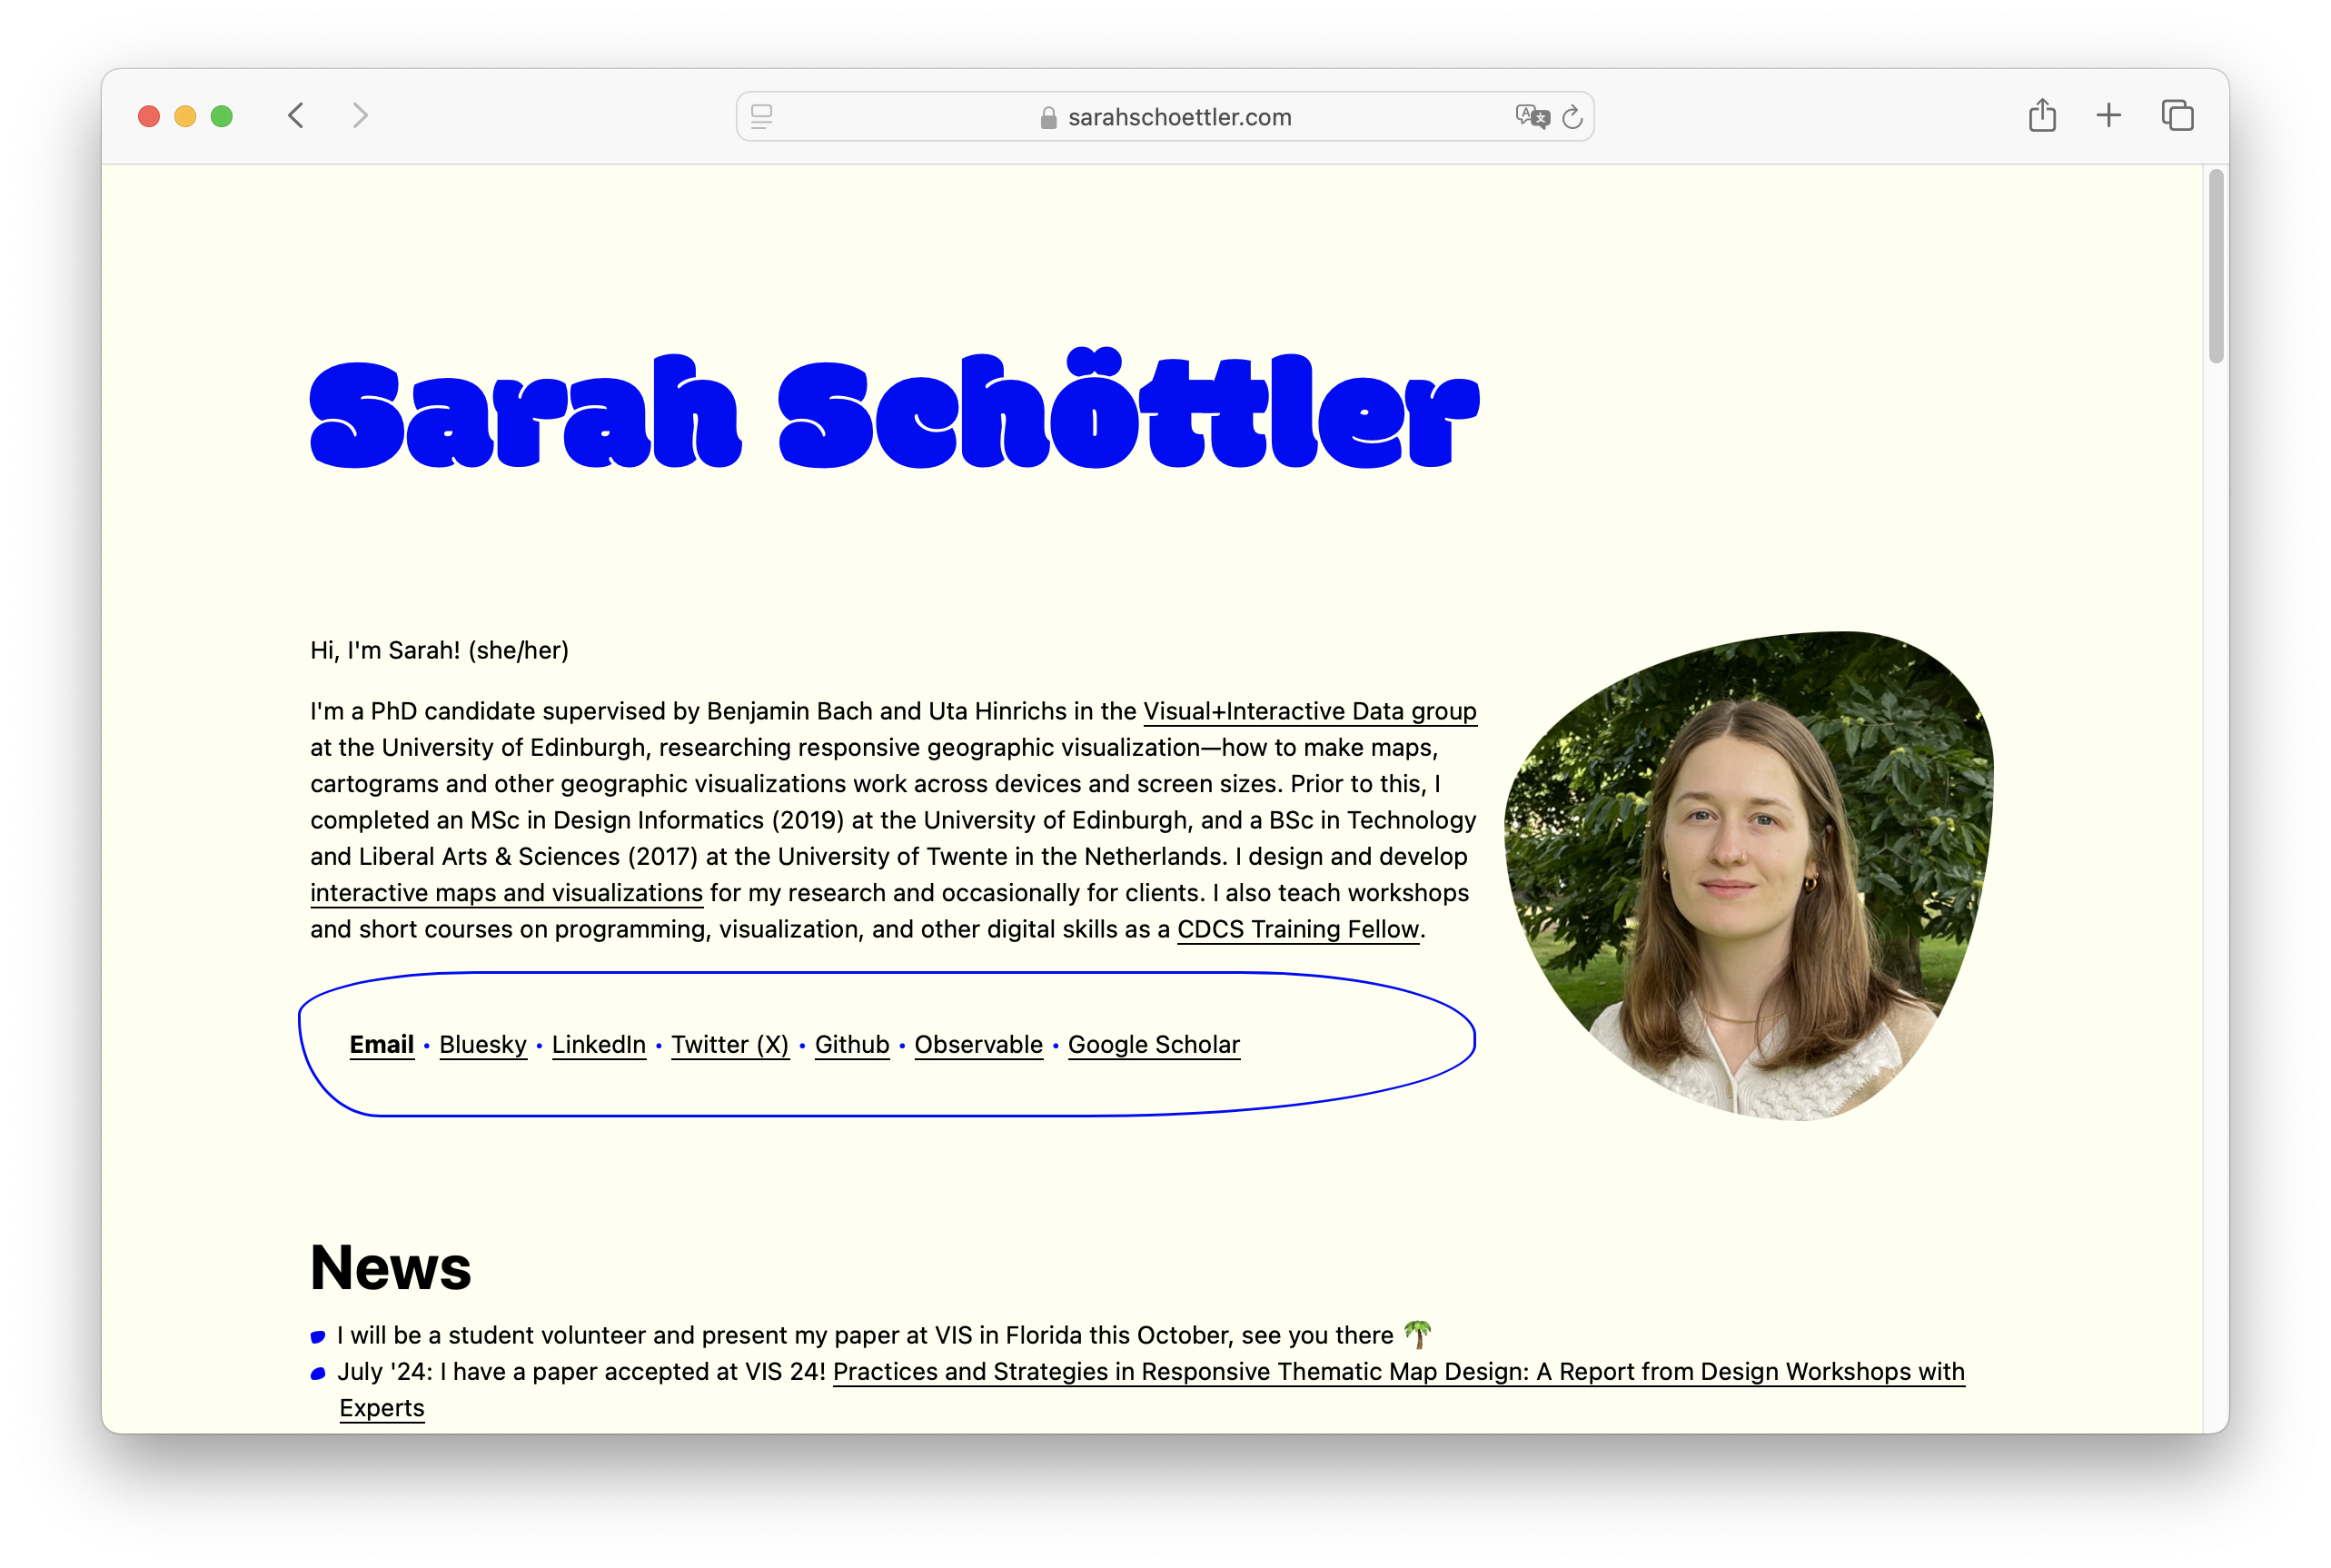 sarahschoettler.com
Sarah Schöttler
Hi, I'm Sarah! (she/her)
I'm a PhD candidate supervised by Benjamin Bach and Uta Hinrichs in the Visual+Interactive Data group
at the University of Edinburgh, researching responsive geographic visualization—how to make maps,
cartograms and other geographic visualizations work across devices and screen sizes. Prior to this, I
completed an MSc in Design Informatics (2019) at the University of Edinburgh, and a BSc in Technology
and Liberal Arts & Sciences (2017) at the University of Twente in the Netherlands. I design and develop
interactive maps and visualizations for my research and occasionally for clients. I also teach workshops
and short courses on programming, visualization, and other digital skills as a CDCS Training Fellow.
Email • Bluesky • LinkedIn • Twitter (X) • Github • Observable • Google Scholar
News
I will be a student volunteer and present my paper at VIS in Florida this October, see you there 🌴
July '24: I have a paper accepted at VIS 24! Practices and Strategies in Responsive Thematic Map Design: A Report from Design Workshops with
Experts